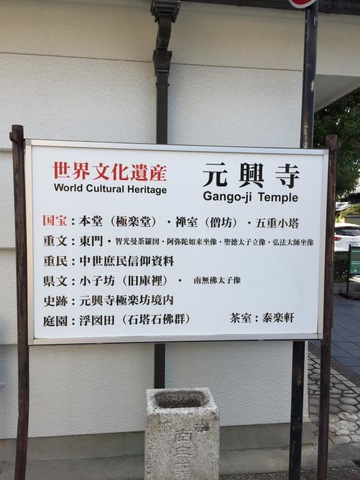 世界文化遺産
World Cultural Heritage
元興寺
Gango-ji Temple
国宝：本堂（極楽堂）・禅室（僧坊）・五重小塔
重文：東門・智光曼荼羅図・阿弥陀如来坐像・聖徳太子立像・弘法大師坐像
重民：中世庶民信仰資料
県文：小子坊（旧庫裡）・南無佛太子像
史跡：元興寺極楽坊境内
庭園：浮図田（石塔石佛群）　茶室：泰楽軒